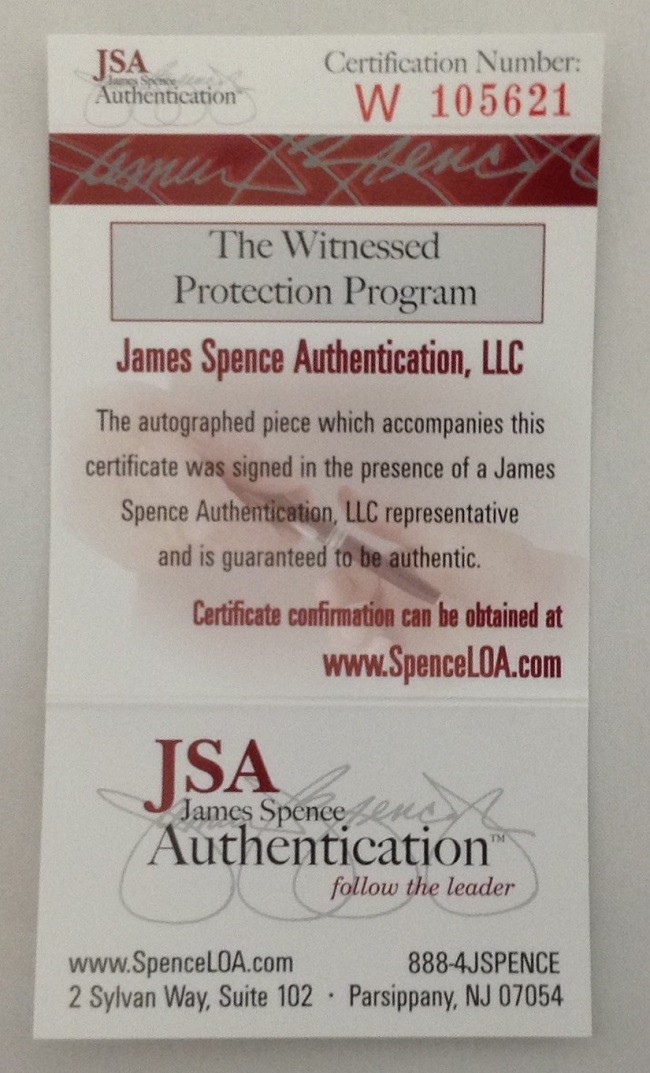 JSA
James Spence
Authentication™
Certification Number:
W 105621
James Spence
The Witnessed
Protection Program
James Spence Authentication, LLC
The autographed piece which accompanies this
certificate was signed in the presence of a James
Spence Authentication, LLC representative
and is guaranteed to be authentic.
Certificate confirmation can be obtained at
www.SpenceLOA.com
JSA
James Spence
Authentication™
follow the leader
www.SpenceLOA.com 888-4JSPENCE
2 Sylvan Way, Suite 102 · Parsippany, NJ 07054